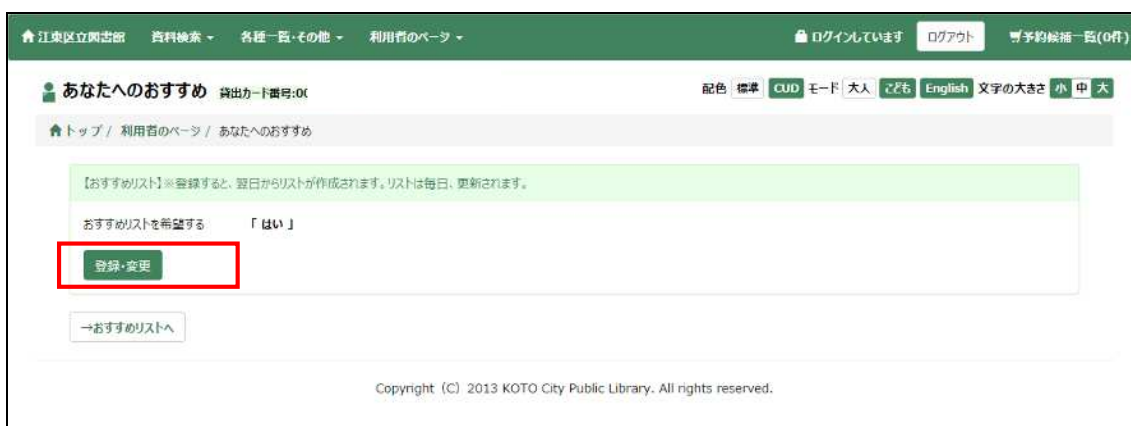 江東区立図書館 資料検索 各種一覧・その他 利用者のページ ログインしています ログアウト 予約候補一覧(0件)
あなたへのおすすめ 貸出カード番号:0( 配色 標準 CUD モード 大人 こども English 文字の大きさ 小 中 大
トップ / 利用者のページ / あなたへのおすすめ
【おすすめリスト】※登録すると、翌日からリストが作成されます。リストは毎日、更新されます。
おすすめリストを希望する 「 はい 」
登録・変更
→おすすめリストへ
Copyright (C) 2013 KOTO City Public Library. All rights reserved.